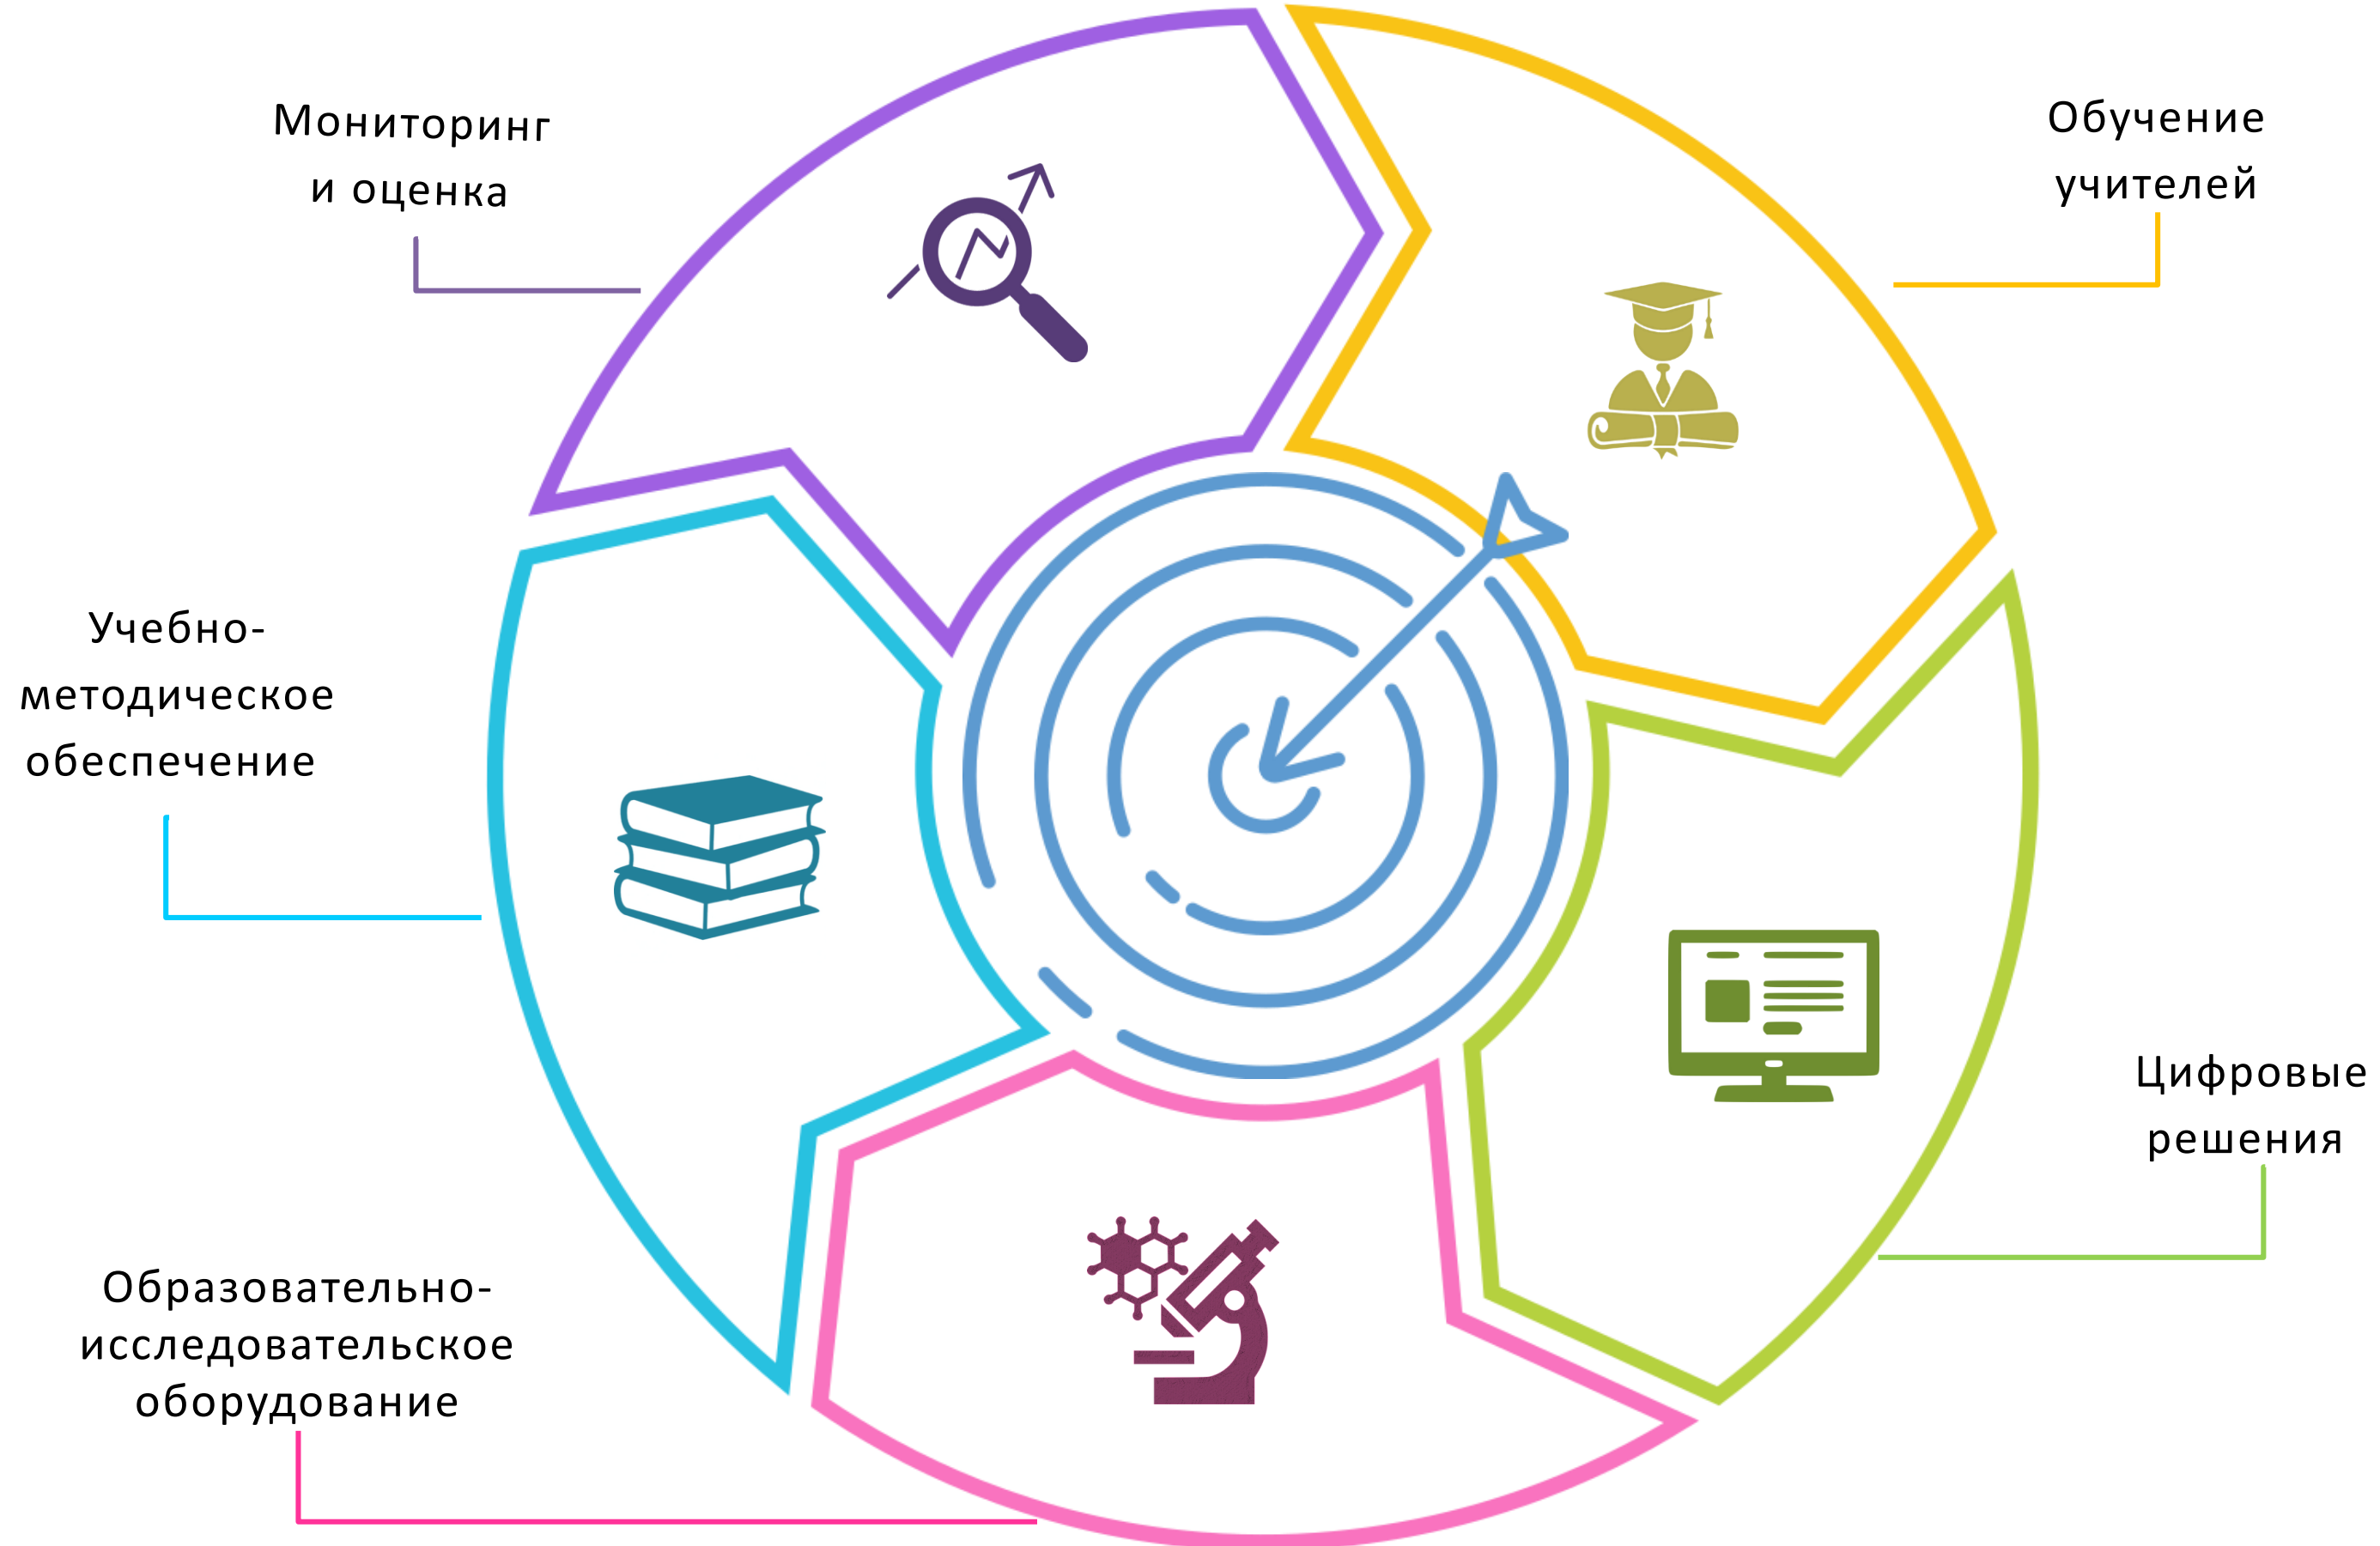 Мониторинг
и оценка
Обучение
учителей
Учебно-
методическое
обеспечение
Цифровые
решения
Образовательно-
исследовательское
оборудование